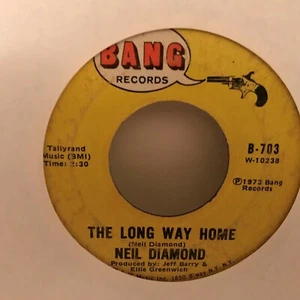 BANG
RECORDS
B-703
W-10238
Tallyrand
Music (BMI)
Time: 2:30
Ⓟ1973 Bang
Records
THE LONG WAY HOME
(Neil Diamond)
NEIL DIAMOND
Produced by: Jeff Barry &
Ellie Greenwich